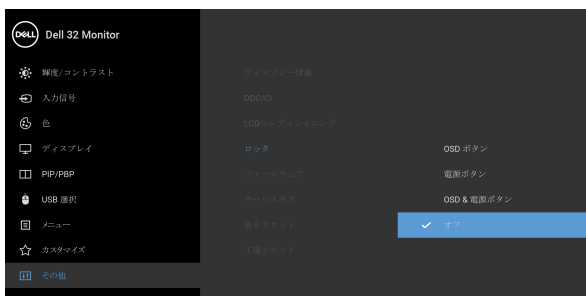 DELL Dell 32 Monitor
輝度/コントラスト
入力信号
色
ディスプレイ
PIP/PBP
USB 選択
メニュー
カスタマイズ
その他
ディスプレー情報
DDC/CI
LCDコンディショニング
ロック
ファームウェア
サービスタグ
他をリセット
工場リセット
OSD ボタン
電源ボタン
OSD & 電源ボタン
オフ